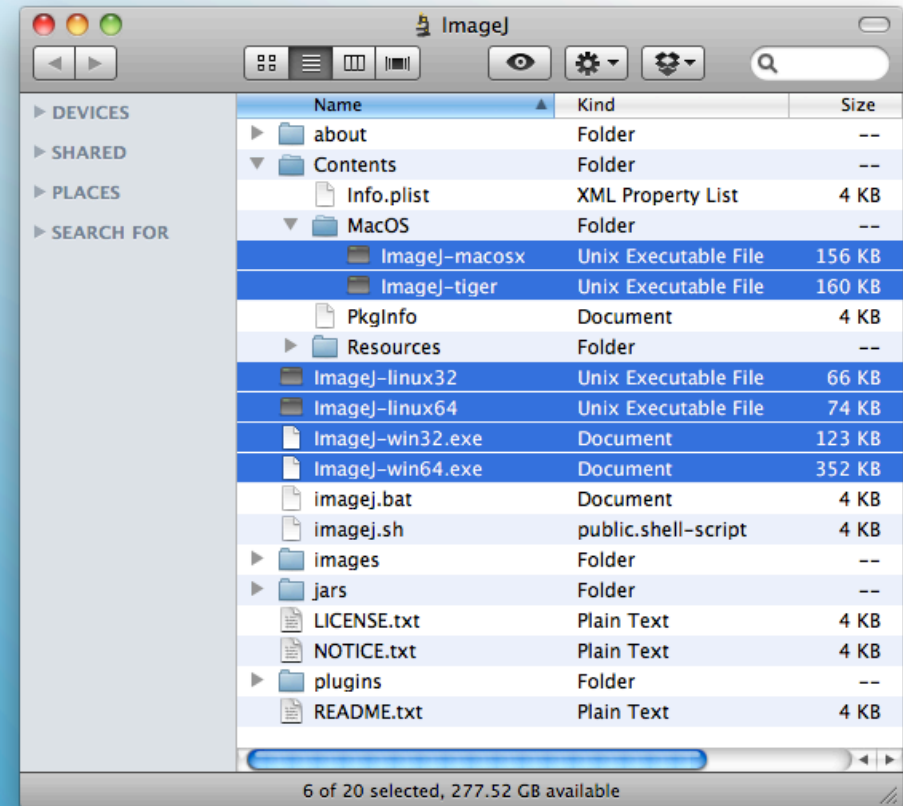 ImageJ
Name Kind Size
DEVICES
SHARED
PLACES
SEARCH FOR
about Folder --
Contents Folder --
Info.plist XML Property List 4 KB
MacOS Folder --
ImageJ-macosx Unix Executable File 156 KB
ImageJ-tiger Unix Executable File 160 KB
PkgInfo Document 4 KB
Resources Folder --
ImageJ-linux32 Unix Executable File 66 KB
ImageJ-linux64 Unix Executable File 74 KB
ImageJ-win32.exe Document 123 KB
ImageJ-win64.exe Document 352 KB
imagej.bat Document 4 KB
imagej.sh public.shell-script 4 KB
images Folder --
jars Folder --
LICENSE.txt Plain Text 4 KB
NOTICE.txt Plain Text 4 KB
plugins Folder --
README.txt Plain Text 4 KB
6 of 20 selected, 277.52 GB available